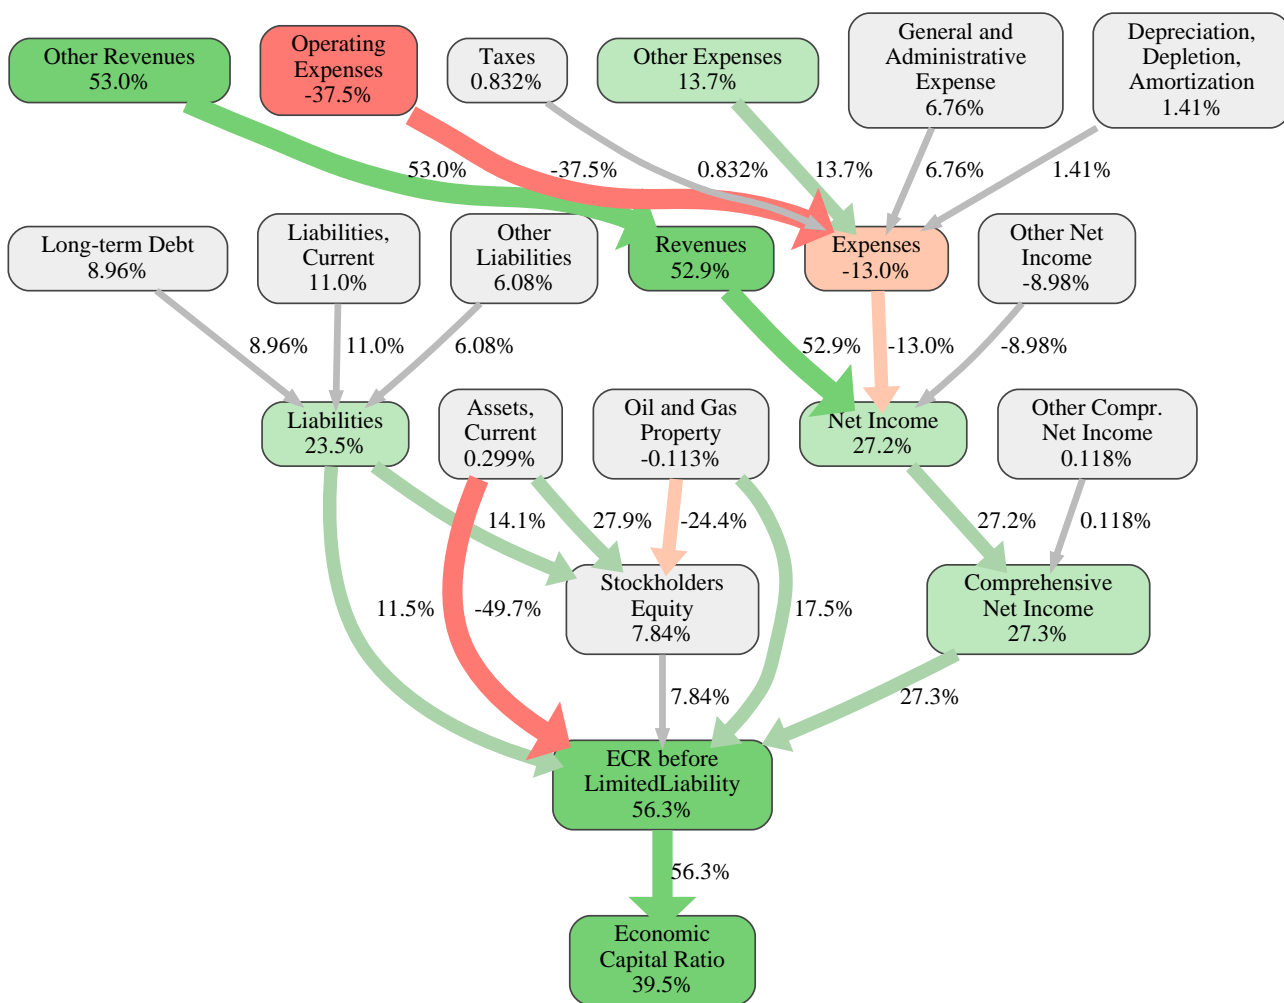 Other Revenues
53.0%
Operating
Expenses
-37.5%
Taxes
0.832%
Other Expenses
13.7%
General and
Administrative
Expense
6.76%
Depreciation,
Depletion,
Amortization
1.41%
53.0%
-37.5%
0.832%
13.7%
6.76%
1.41%
Long-term Debt
8.96%
Liabilities,
Current
11.0%
Other
Liabilities
6.08%
Revenues
52.9%
Expenses
-13.0%
Other Net
Income
-8.98%
8.96%
11.0%
6.08%
52.9%
-13.0%
-8.98%
Liabilities
23.5%
Assets,
Current
0.299%
Oil and Gas
Property
-0.113%
Net Income
27.2%
Other Compr.
Net Income
0.118%
14.1%
27.9%
-24.4%
27.2%
0.118%
11.5%
-49.7%
Stockholders
Equity
7.84%
17.5%
Comprehensive
Net Income
27.3%
7.84%
27.3%
ECR before
LimitedLiability
56.3%
56.3%
Economic
Capital Ratio
39.5%